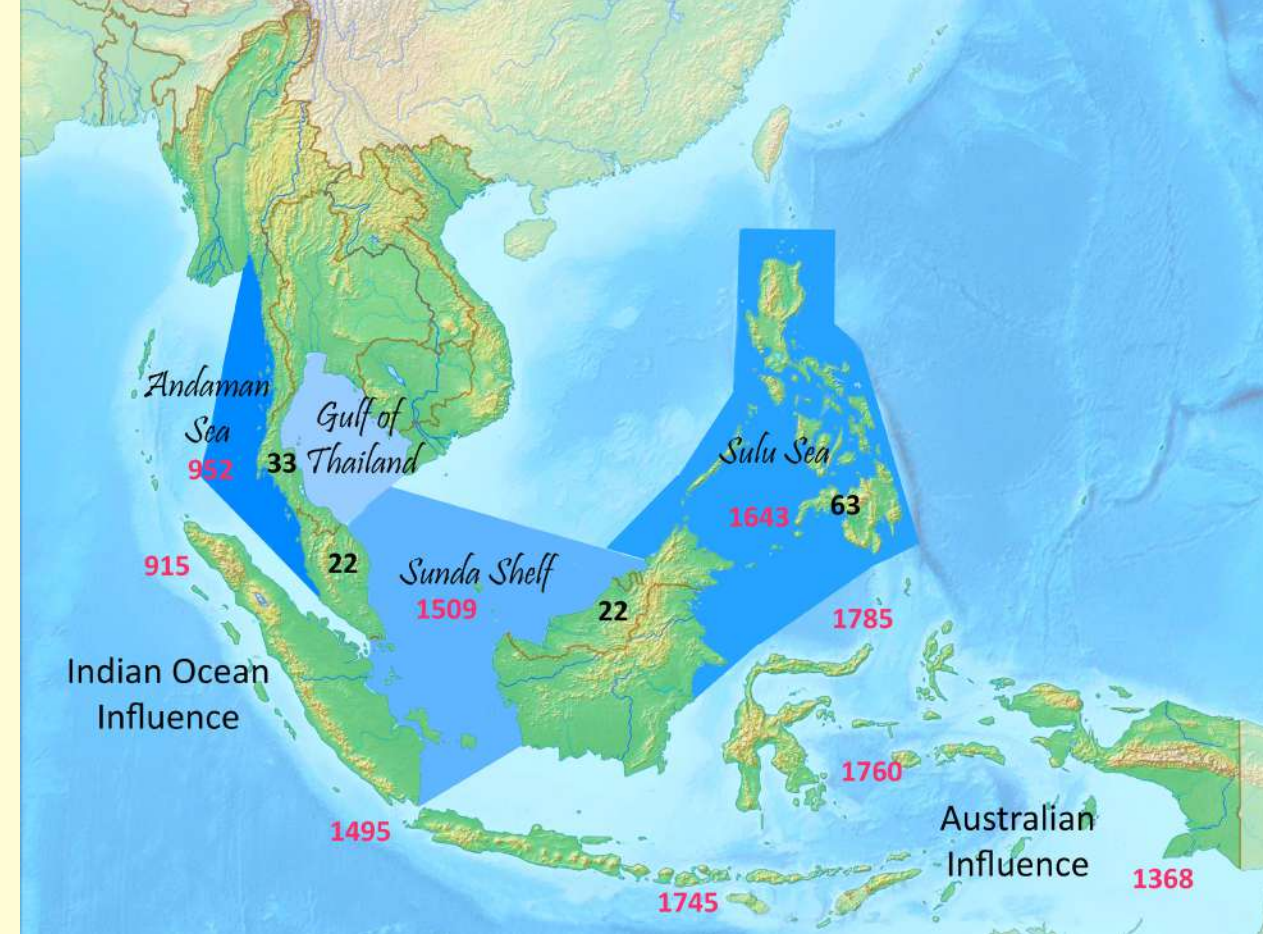 Andaman
Sea
952
33
Gulf of
Thailand
Sulu Sea
1643
63
915
22
Sunda Shelf
1509
22
1785
Indian Ocean
Influence
1760
1495
Australian
Influence
1368
1745